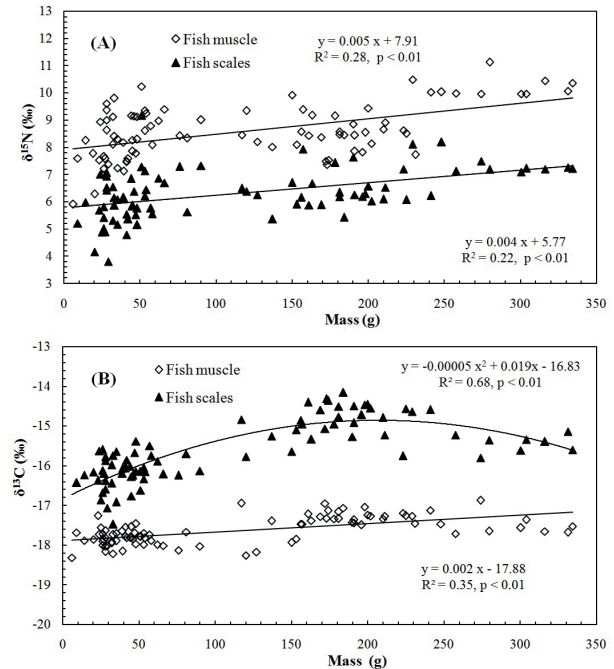 13
12
11
10
9
8
7
6
5
4
3
δ¹⁵N (‰)
(A)
◇ Fish muscle
▲ Fish scales
y = 0.005 x + 7.91
R² = 0.28, p < 0.01
y = 0.004 x + 5.77
R² = 0.22, p < 0.01
0 50 100 150 200 250 300 350
Mass (g)
-13
-14
-15
-16
-17
-18
-19
-20
δ¹³C (‰)
(B)
◇ Fish muscle
▲ Fish scales
y = -0.00005 x² + 0.019x - 16.83
R² = 0.68, p < 0.01
y = 0.002 x - 17.88
R² = 0.35, p < 0.01
0 50 100 150 200 250 300 350
Mass (g)